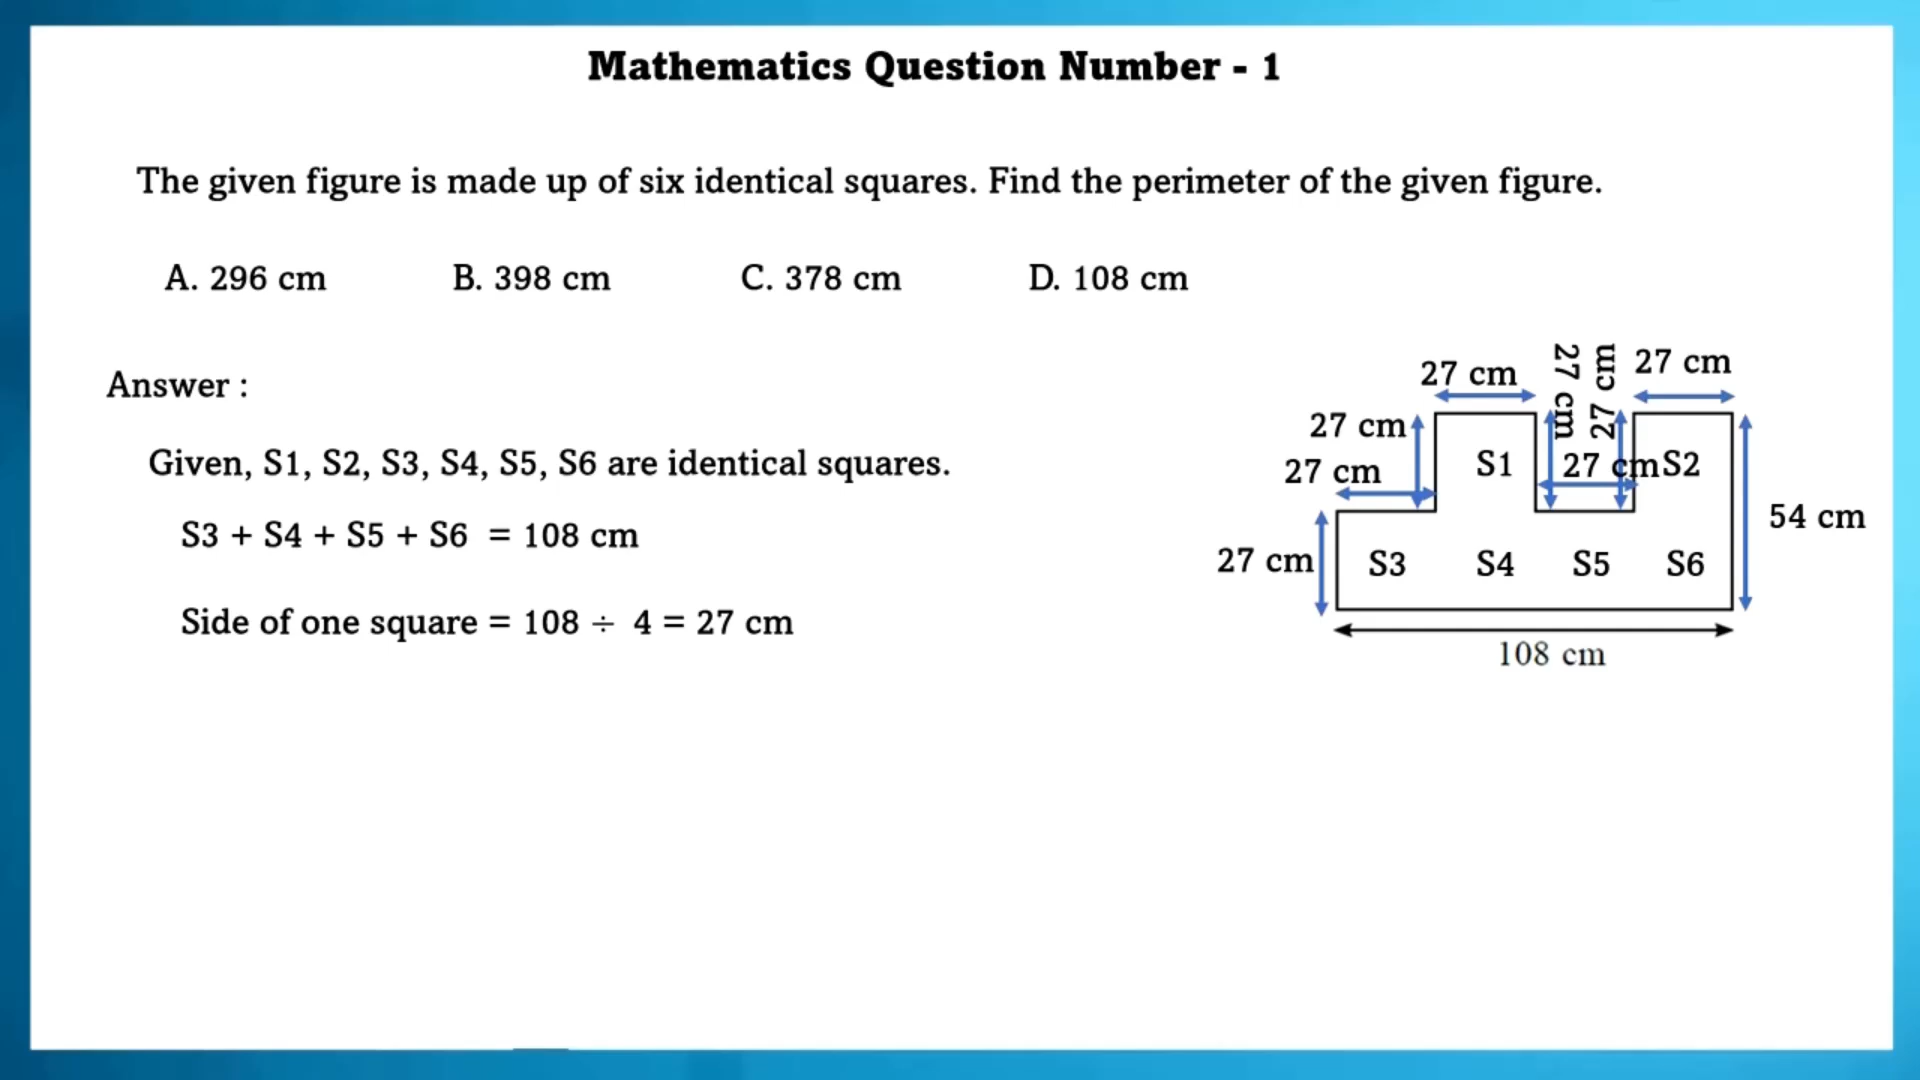 Mathematics Question Number - 1
The given figure is made up of six identical squares. Find the perimeter of the given figure.
A. 296 cm B. 398 cm C. 378 cm D. 108 cm
Answer :
Given, S1, S2, S3, S4, S5, S6 are identical squares.
S3 + S4 + S5 + S6 = 108 cm
Side of one square = 108 ÷ 4 = 27 cm
27 cm
27 cm
27 cm
27 cm
27 cm
27 cm
S1
27 cm
S2
54 cm
27 cm
S3
S4
S5
S6
108 cm